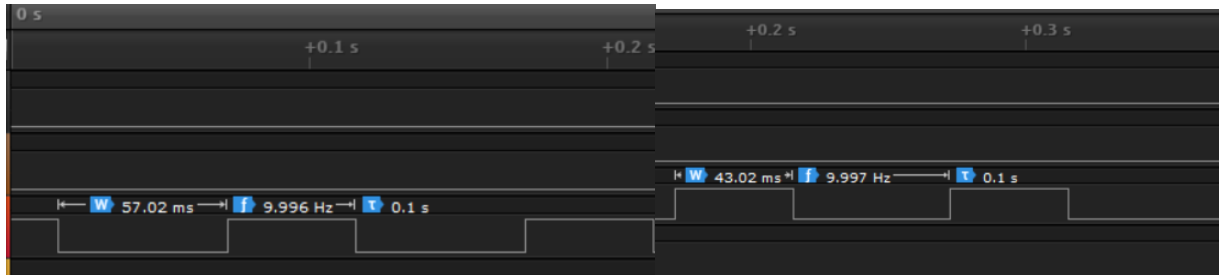 0 s
+0.1 s
+0.2 s
W 57.02 ms f 9.996 Hz τ 0.1 s
+0.2 s
+0.3 s
W 43.02 ms f 9.997 Hz τ 0.1 s